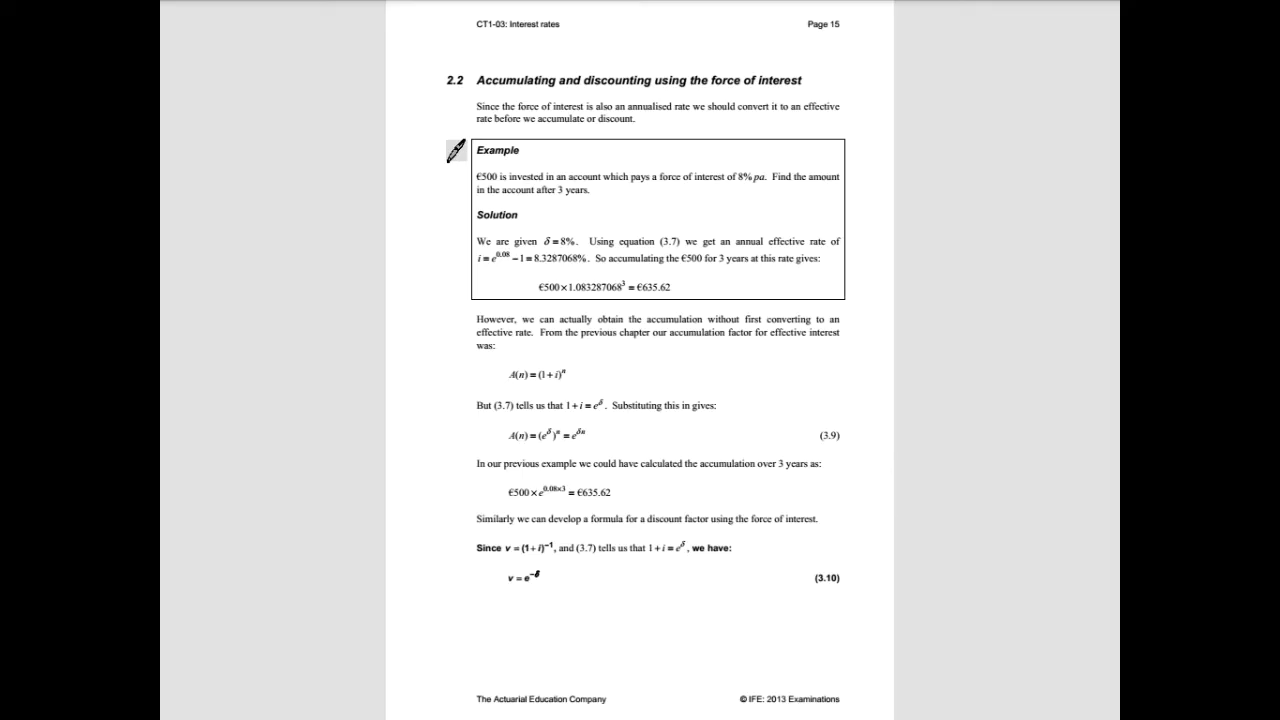 CT1-03: Interest rates Page 15
2.2 Accumulating and discounting using the force of interest
Since the force of interest is also an annualised rate we should convert it to an effective
rate before we accumulate or discount.
Example
€500 is invested in an account which pays a force of interest of 8% pa. Find the amount
in the account after 3 years.
Solution
We are given δ = 8%. Using equation (3.7) we get an annual effective rate of
i = e^0.08 − 1 = 8.3287068%. So accumulating the €500 for 3 years at this rate gives:
€500 × 1.083287068³ = €635.62
However, we can actually obtain the accumulation without first converting to an
effective rate. From the previous chapter our accumulation factor for effective interest
was:
A(n) = (1 + i)^n
But (3.7) tells us that 1 + i = e^δ. Substituting this in gives:
A(n) = (e^δ)^n = e^δn (3.9)
In our previous example we could have calculated the accumulation over 3 years as:
€500 × e^0.08×3 = €635.62
Similarly we can develop a formula for a discount factor using the force of interest.
Since v = (1 + i)^−1, and (3.7) tells us that 1 + i = e^δ, we have:
v = e^−δ (3.10)
The Actuarial Education Company © IFE: 2013 Examinations